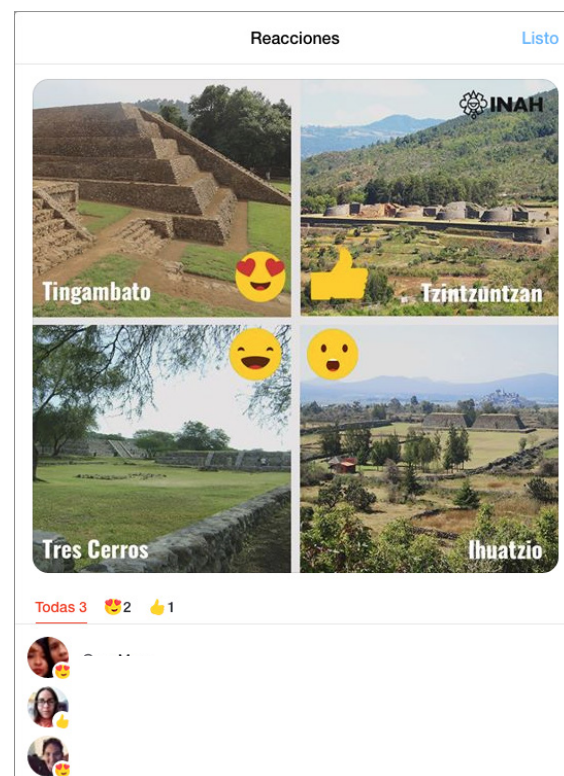 Reacciones
Listo
INAH
Tingambato
Tzintzuntzan
Tres Cerros
Ihuatzio
Todas 3
2
1